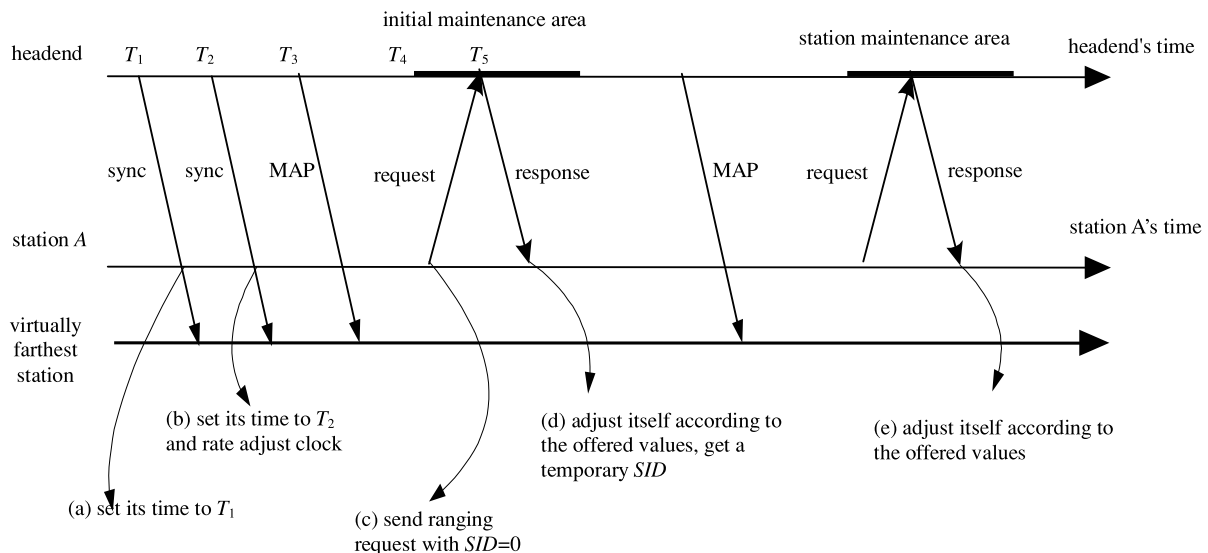 initial maintenance area
station maintenance area
headend
T1
T2
T3
T4
T5
headend's time
sync
sync
MAP
request
response
MAP
request
response
station A
station A's time
virtually
farthest
station
(b) set its time to T2
and rate adjust clock
(d) adjust itself according to
the offered values, get a
temporary SID
(e) adjust itself according to
the offered values
(a) set its time to T1
(c) send ranging
request with SID=0